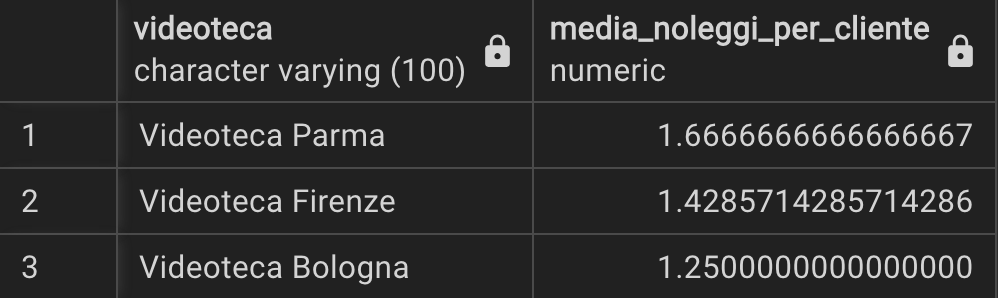 videoteca media_noleggi_per_cliente
character varying (100) numeric
1 Videoteca Parma 1.6666666666666667
2 Videoteca Firenze 1.4285714285714286
3 Videoteca Bologna 1.2500000000000000